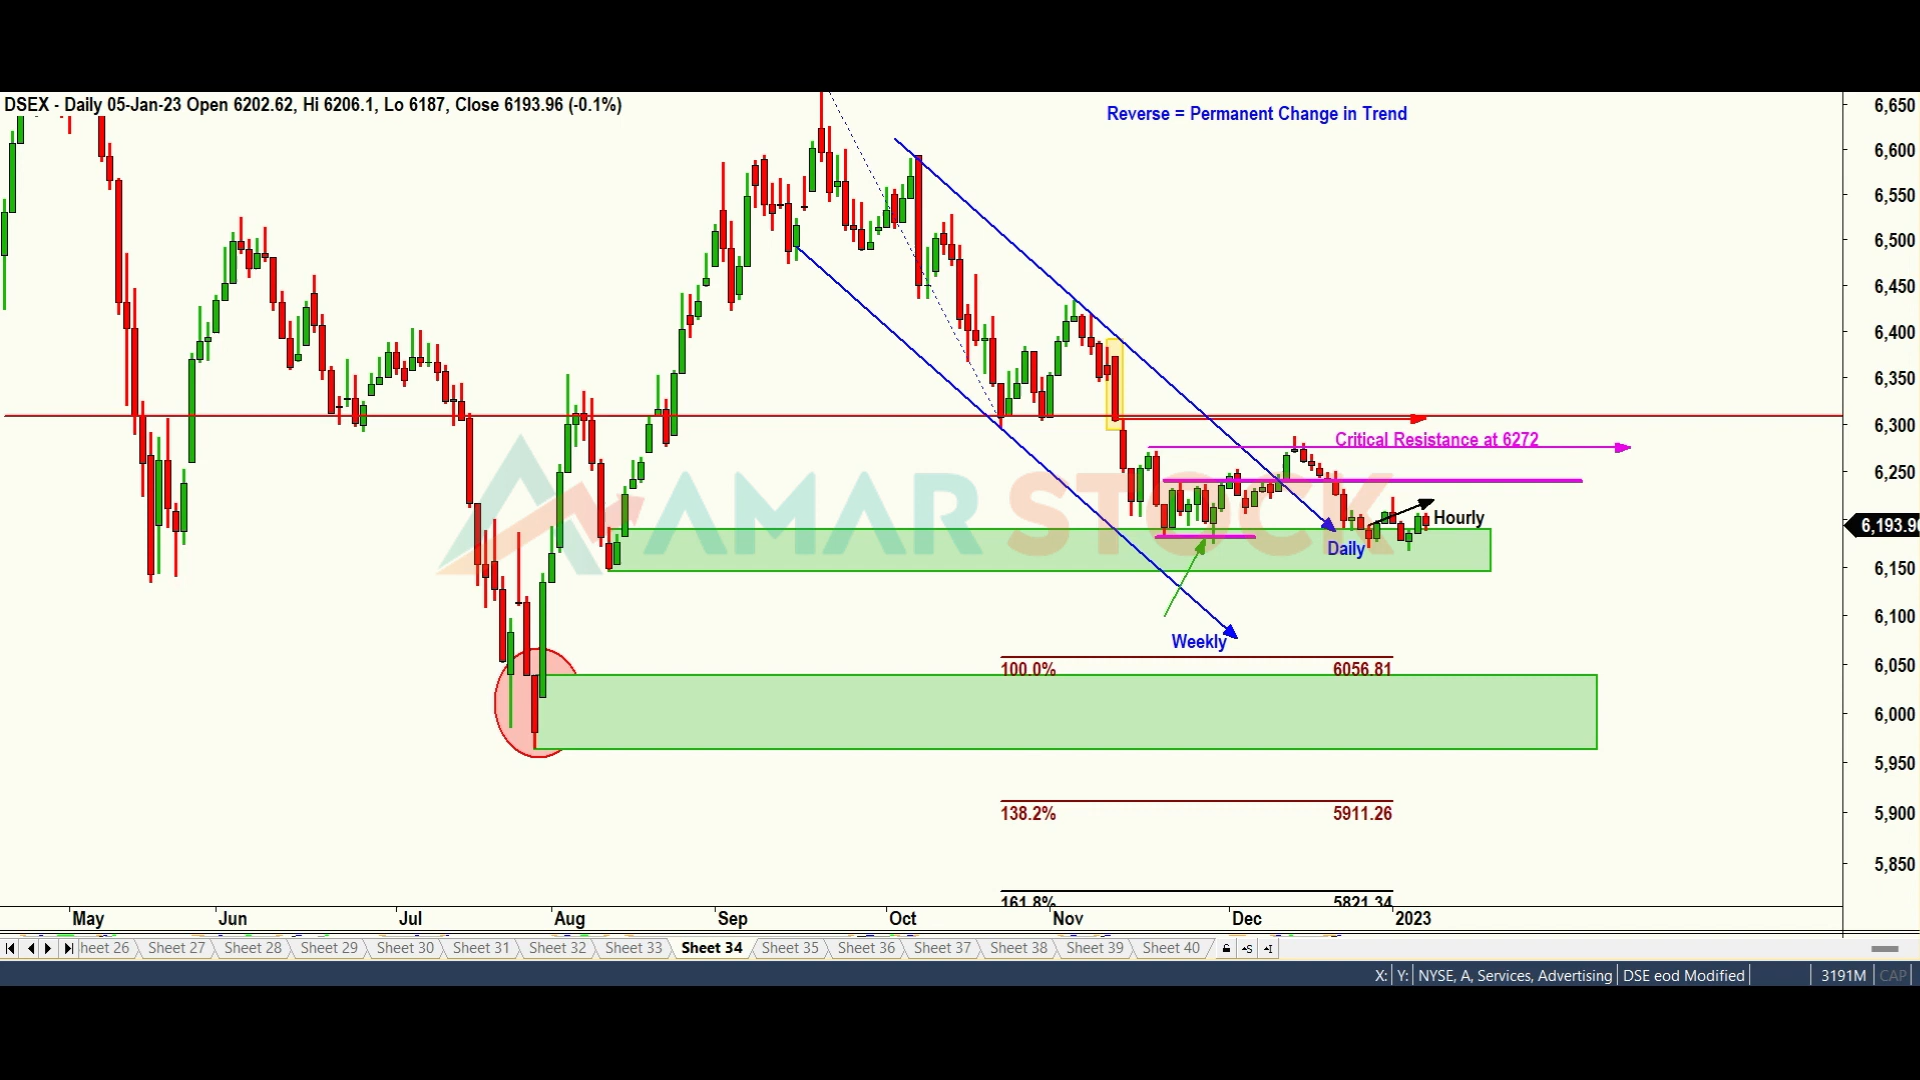 DSEX - Daily 05-Jan-23 Open 6202.62, Hi 6206.1, Lo 6187, Close 6193.96 (-0.1%)
Reverse = Permanent Change in Trend
6,650
6,600
6,550
6,500
6,450
6,400
6,350
6,300
Critical Resistance at 6272
6,250
AMARSTOCK
Hourly
6,193.96
Daily
6,150
6,100
Weekly
6,050
100.0% 6056.81
6,000
5,950
5,900
138.2% 5911.26
5,850
161.8% 5821.34
May Jun Jul Aug Sep Oct Nov Dec 2023
heet 26 Sheet 27 Sheet 28 Sheet 29 Sheet 30 Sheet 31 Sheet 32 Sheet 33 Sheet 34 Sheet 35 Sheet 36 Sheet 37 Sheet 38 Sheet 39 Sheet 40
X: Y: NYSE, A, Services, Advertising DSE eod Modified 3191M CAP